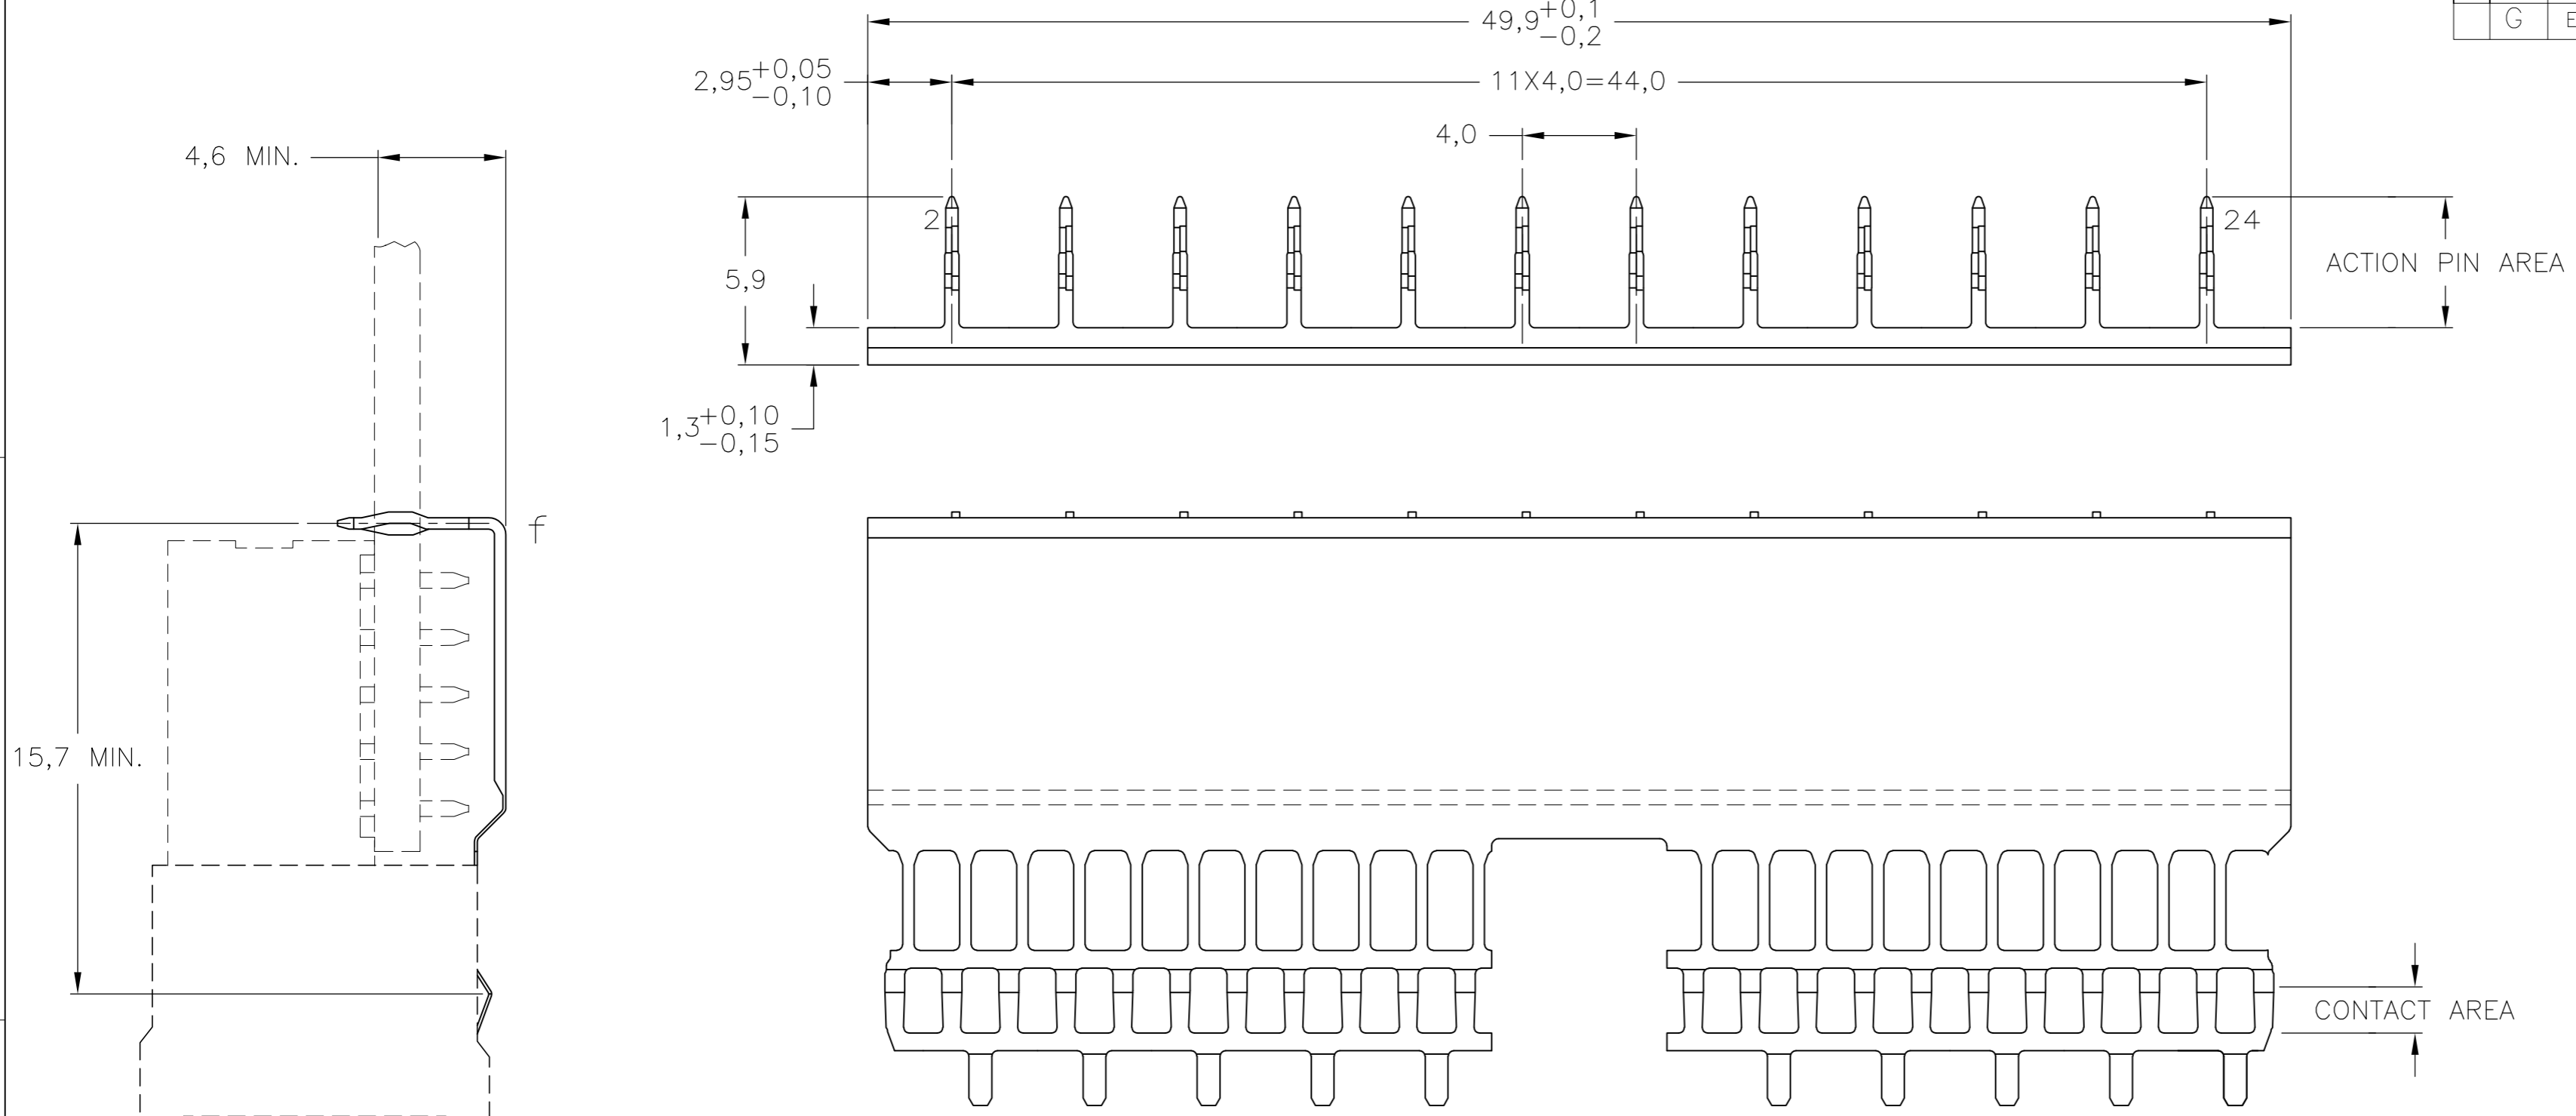 49,9+0,1
−0,2
G E
2,95+0,05
−0,10
11X4,0=44,0
4,0
4,6 MIN.
2
24
5,9
ACTION PIN AREA
1,3+0,10
−0,15
f
15,7 MIN.
CONTACT AREA